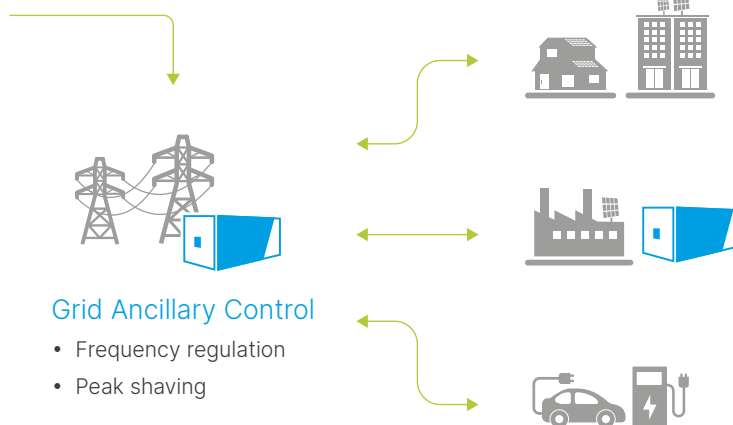 Grid Ancillary Control
• Frequency regulation
• Peak shaving